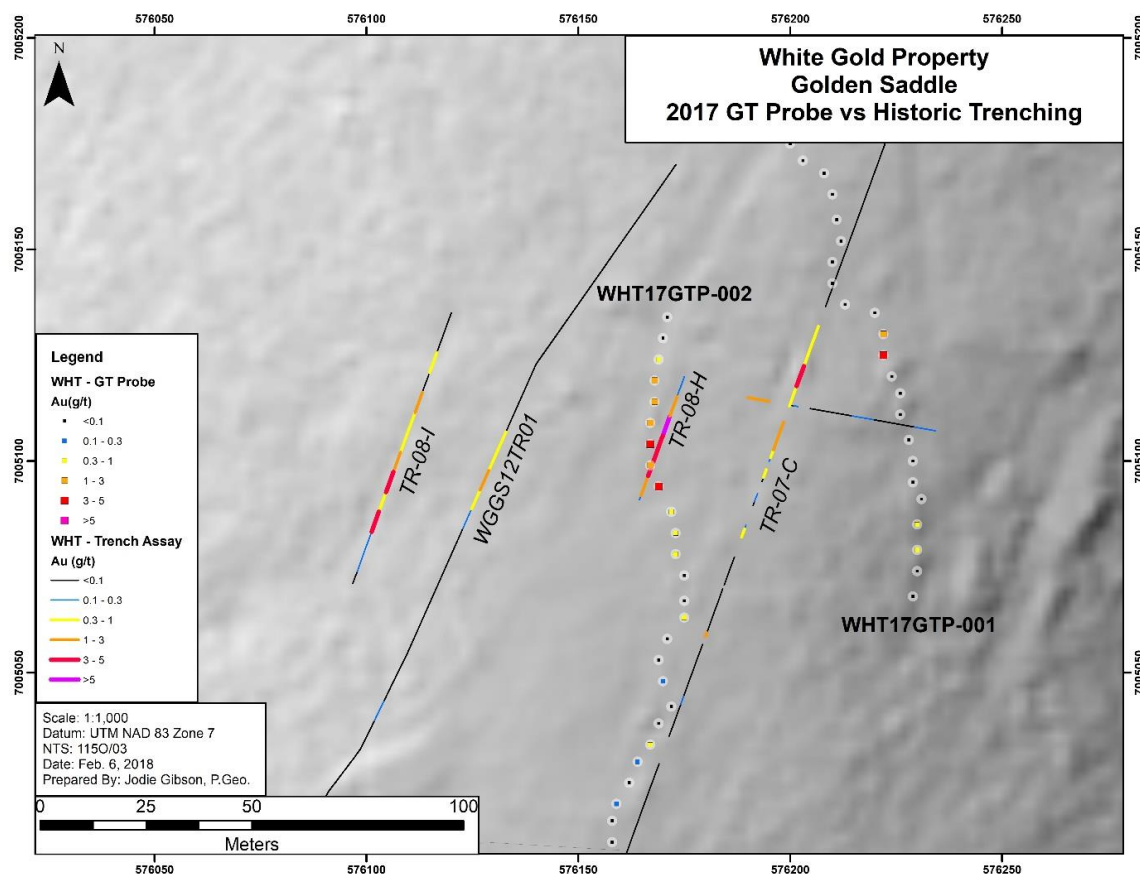 576050 576100 576150 576200 576250
7005200
7005200
N
White Gold Property
Golden Saddle
2017 GT Probe vs Historic Trenching
7005150
7005150
WHT17GTP-002
Legend
WHT - GT Probe
Au(g/t)
<0.1
0.1 - 0.3
0.3 - 1
1 - 3
3 - 5
>5
WHT - Trench Assay
Au (g/t)
<0.1
0.1 - 0.3
0.3 - 1
1 - 3
3 - 5
>5
TR-08-I
WGGS12TR01
TR-08-H
TR-07-C
7005100
7005100
WHT17GTP-001
7005050
7005050
Scale: 1:1,000
Datum: UTM NAD 83 Zone 7
NTS: 115O/03
Date: Feb. 6, 2018
Prepared By: Jodie Gibson, P.Geo.
0 25 50 100
Meters
576050 576100 576150 576200 576250